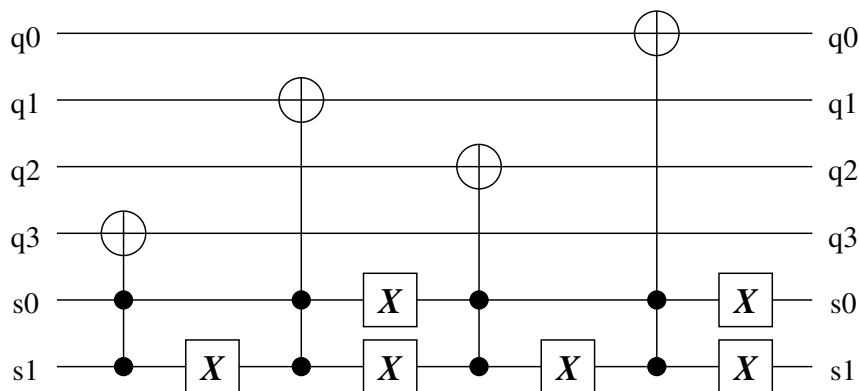 q0 q0
q1 q1
q2 q2
q3 q3
s0 X X s0
s1 X X X X s1